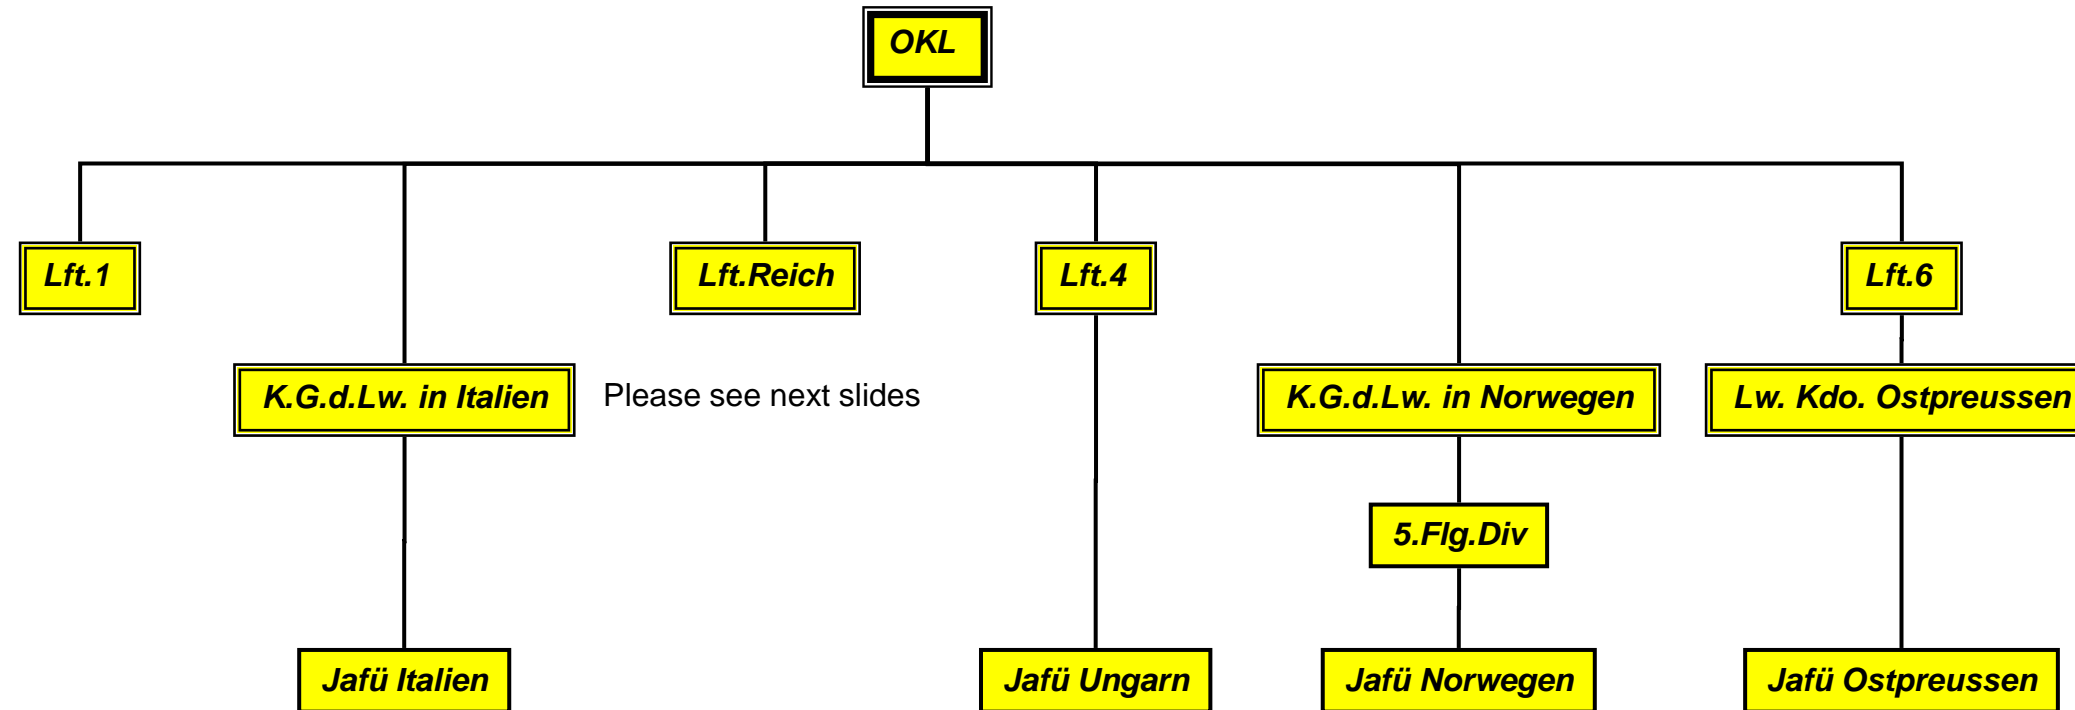 OKL
Lft.1
Lft.Reich
Lft.4
Lft.6
K.G.d.Lw. in Italien
Please see next slides
K.G.d.Lw. in Norwegen
Lw. Kdo. Ostpreussen
5.Flg.Div
Jafü Italien
Jafü Ungarn
Jafü Norwegen
Jafü Ostpreussen